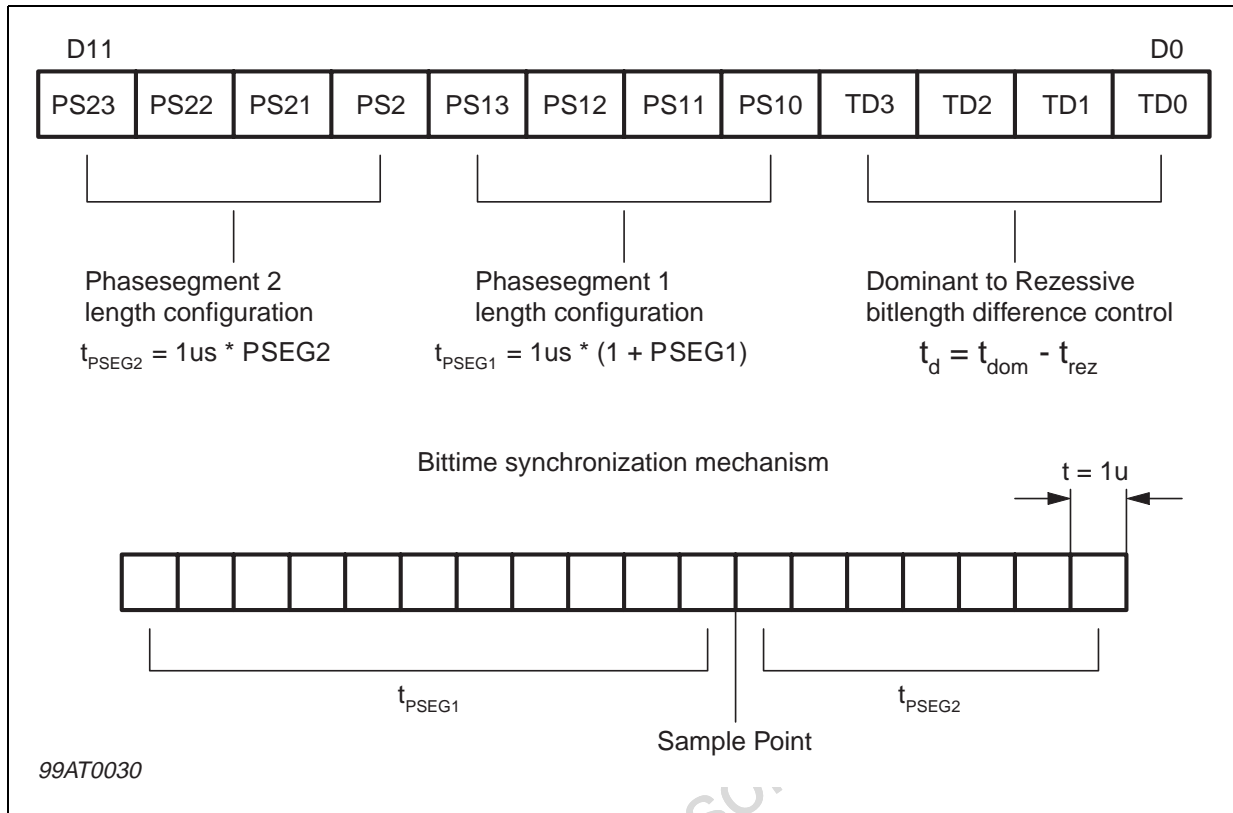 D11 D0
PS23 PS22 PS21 PS2 PS13 PS12 PS11 PS10 TD3 TD2 TD1 TD0
Phasesegment 2
length configuration
tPSEG2 = 1us * PSEG2
Phasesegment 1
length configuration
tPSEG1 = 1us * (1 + PSEG1)
Dominant to Rezessive
bitlength difference control
td = tdom - trez
Bittime synchronization mechanism
t = 1u
tPSEG1
tPSEG2
Sample Point
99AT0030